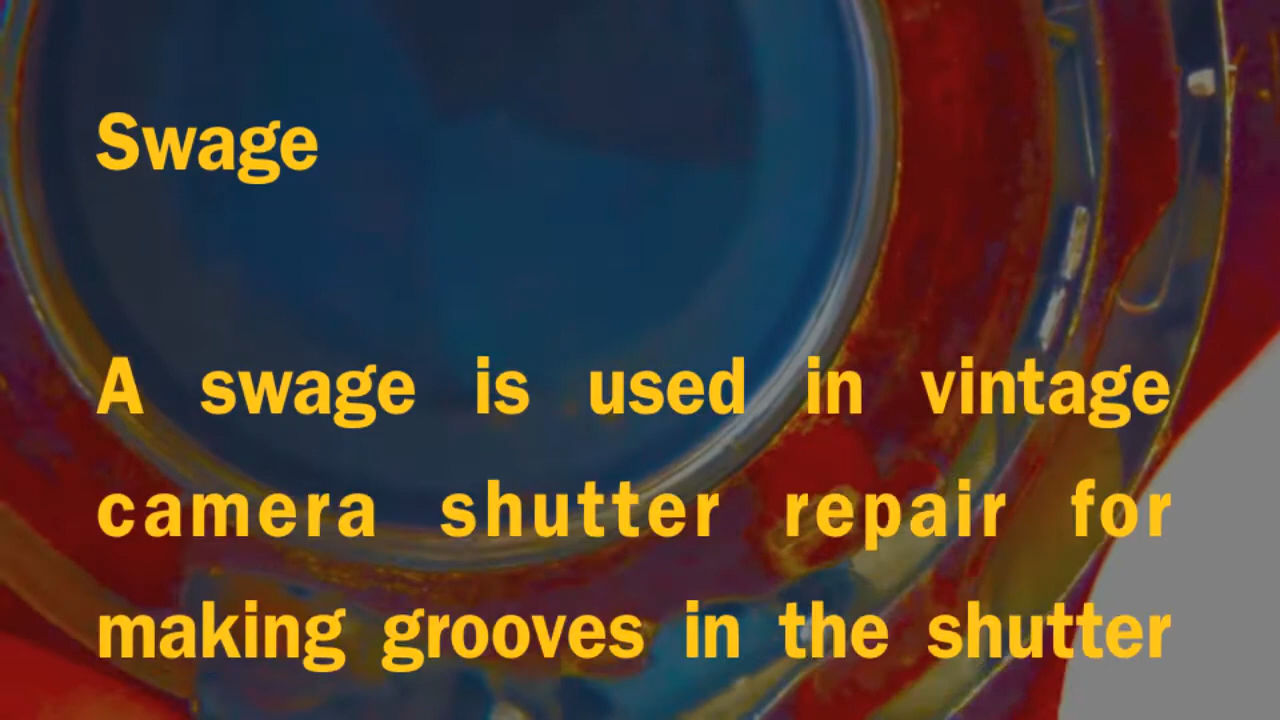 Swage
A swage is used in vintage
camera shutter repair for
making grooves in the shutter